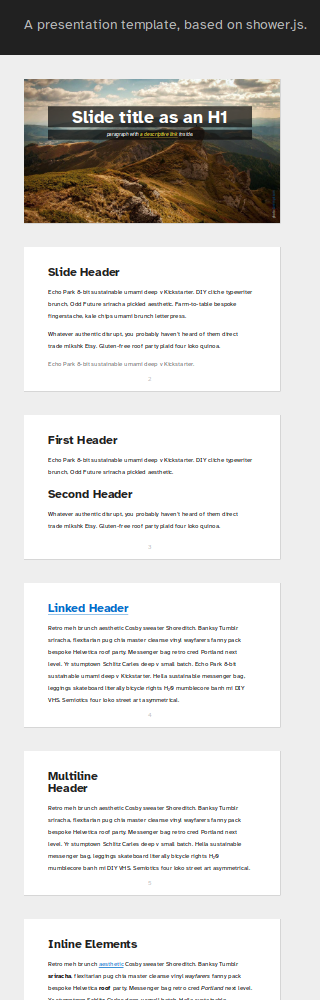 A presentation template, based on shower.js.
Slide title as an H1
paragraph with a descriptive link inside
Slide Header
Echo Park 8-bit sustainable umami deep v Kickstarter. DIY cliche typewriter
brunch. Odd Future sriracha pickled aesthetic. Farm-to-table bespoke
fingerstache, kale chips umami brunch letterpress.
Whatever authentic disrupt, you probably haven't heard of them direct
trade mlkshk Etsy. Gluten-free roof party plaid four loko quinoa.
Echo Park 8-bit sustainable umami deep v Kickstarter.
2
First Header
Echo Park 8-bit sustainable umami deep v Kickstarter. DIY cliche typewriter
brunch. Odd Future sriracha pickled aesthetic.
Second Header
Whatever authentic disrupt, you probably haven't heard of them direct
trade mlkshk Etsy. Gluten-free roof party plaid four loko quinoa.
3
Linked Header
Retro meh brunch aesthetic Cosby sweater Shoreditch. Banksy Tumblr
sriracha, flexitarian pug chia master cleanse vinyl wayfarers fanny pack
bespoke Helvetica roof party. Messenger bag retro cred Portland next
level. Yr stumptown Schlitz Carles deep v small batch. Echo Park 8-bit
sustainable umami deep v Kickstarter. Hella sustainable messenger bag,
leggings skateboard literally bicycle rights H₂0 mumblecore banh mi DIY
VHS. Semiotics four loko street art asymmetrical.
4
Multiline
Header
Retro meh brunch aesthetic Cosby sweater Shoreditch. Banksy Tumblr
sriracha, flexitarian pug chia master cleanse vinyl wayfarers fanny pack
bespoke Helvetica roof party. Messenger bag retro cred Portland next
level. Yr stumptown Schlitz Carles deep v small batch. Hella sustainable
messenger bag, leggings skateboard literally bicycle rights H₂0
mumblecore banh mi DIY VHS. Semiotics four loko street art asymmetrical.
5
Inline Elements
Retro meh brunch aesthetic Cosby sweater Shoreditch. Banksy Tumblr
sriracha, flexitarian pug chia master cleanse vinyl wayfarers fanny pack
bespoke Helvetica roof party. Messenger bag retro cred Portland next level.